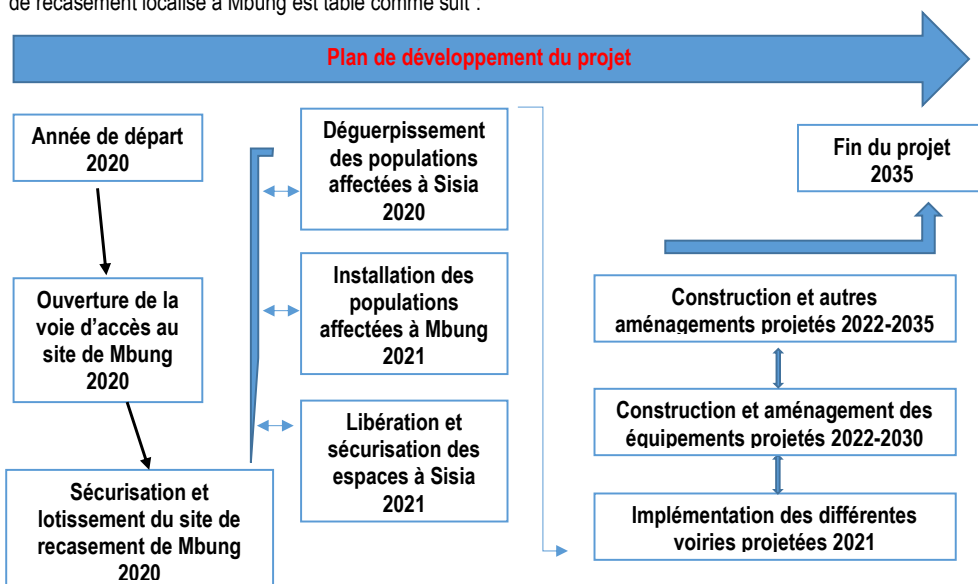 de recasement localisé à Mbung est tablé comme suit :
Plan de développement du projet
Année de départ
2020
Ouverture de la
voie d'accès au
site de Mbung
2020
Sécurisation et
lotissement du site de
recasement de Mbung
2020
Déguerpissement
des populations
affectées à Sisia
2020
Installation des
populations
affectées à Mbung
2021
Libération et
sécurisation des
espaces à Sisia
2021
Fin du projet
2035
Construction et autres
aménagements projetés 2022-2035
Construction et aménagement des
équipements projetés 2022-2030
Implémentation des différentes
voiries projetées 2021